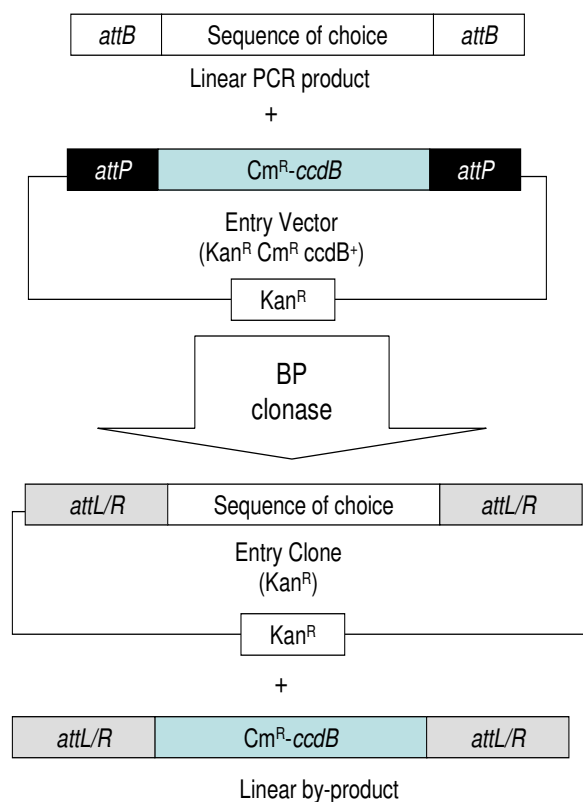 attB Sequence of choice attB
Linear PCR product
+
attP Cmᴿ-ccdB attP
Entry Vector
(Kanᴿ Cmᴿ ccdB⁺)
Kanᴿ
BP
clonase
attL/R Sequence of choice attL/R
Entry Clone
(Kanᴿ)
Kanᴿ
+
attL/R Cmᴿ-ccdB attL/R
Linear by-product